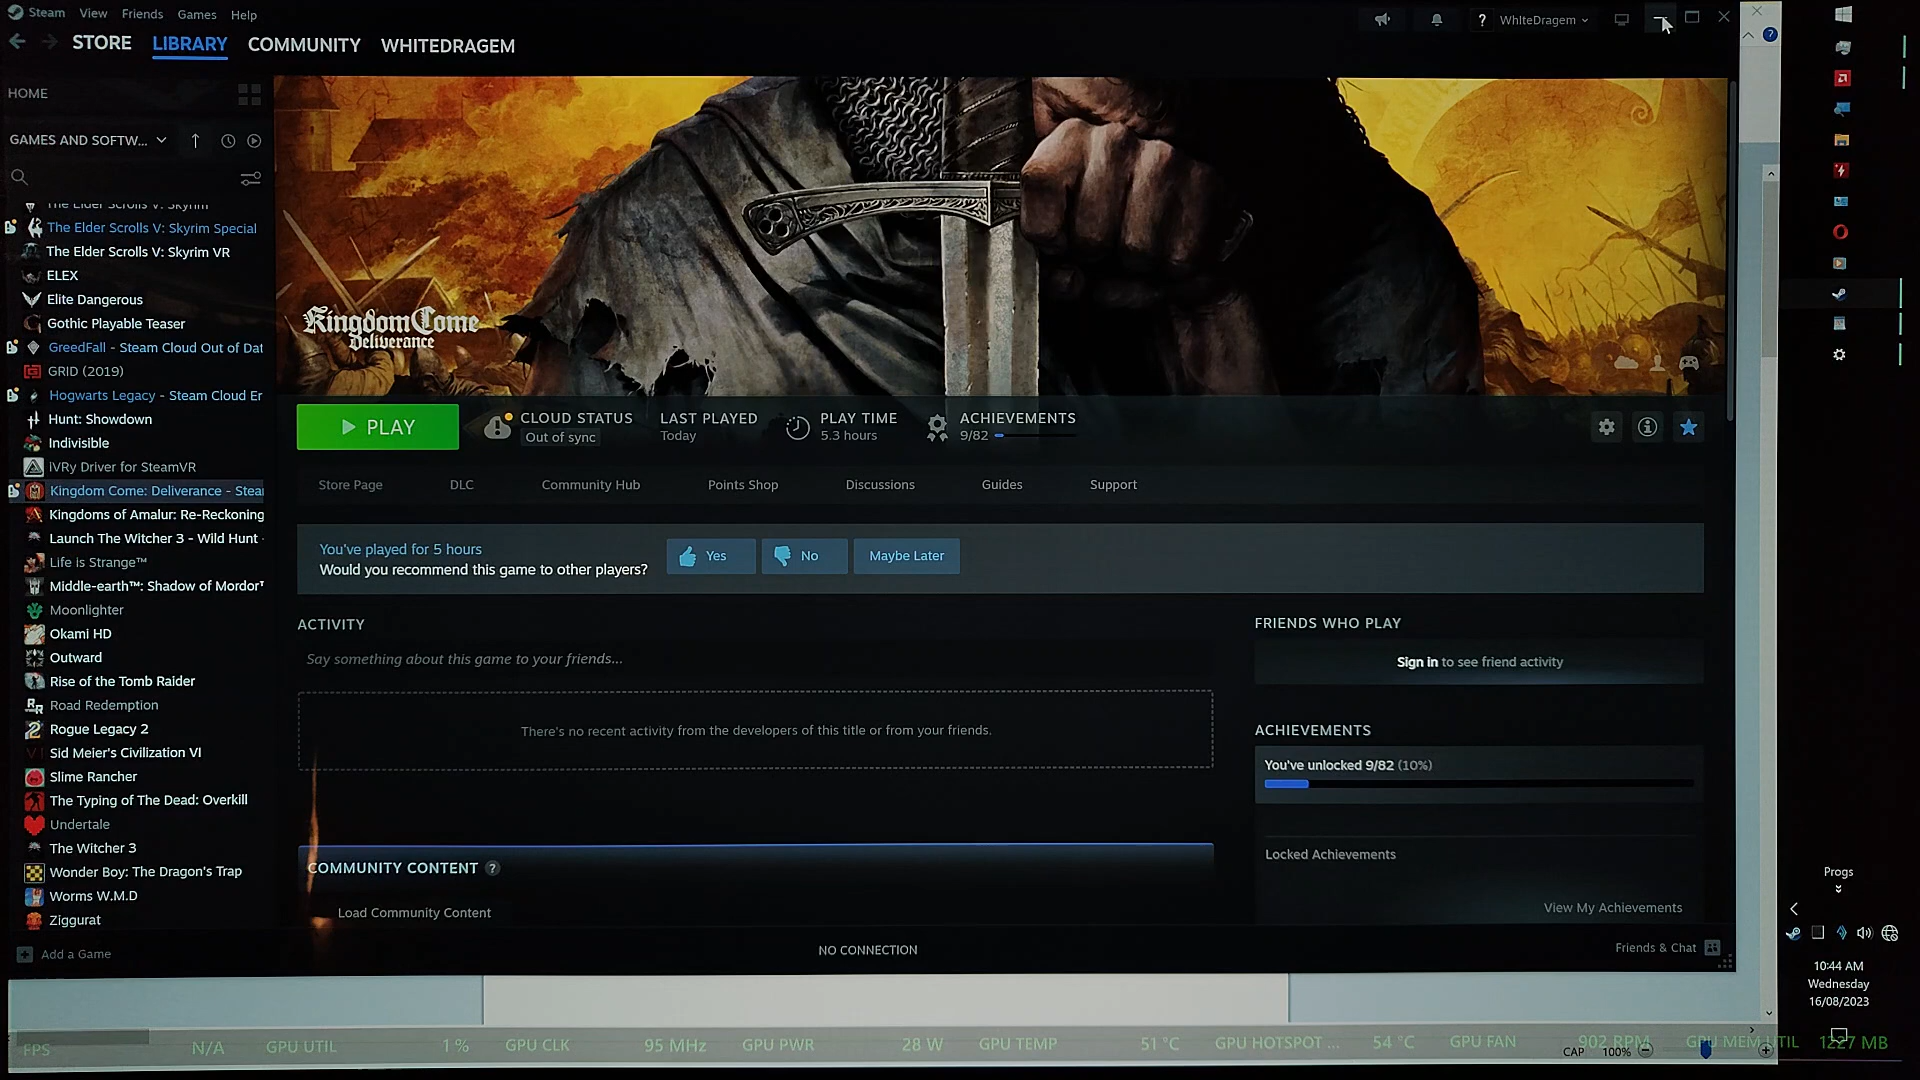 Steam View Friends Games Help
? WhIteDragem
STORE LIBRARY COMMUNITY WHITEDRAGEM
HOME
GAMES AND SOFTW...
The Elder Scrolls V: Skyrim
The Elder Scrolls V: Skyrim Special
The Elder Scrolls V: Skyrim VR
ELEX
Elite Dangerous
Gothic Playable Teaser
GreedFall - Steam Cloud Out of Dat
GRID (2019)
Hogwarts Legacy - Steam Cloud Er
Hunt: Showdown
Indivisible
iVRy Driver for SteamVR
Kingdom Come: Deliverance - Stea
Kingdoms of Amalur: Re-Reckoning
Launch The Witcher 3 - Wild Hunt -
Life is Strange™
Middle-earth™: Shadow of Mordor™
Moonlighter
Okami HD
Outward
Rise of the Tomb Raider
Road Redemption
Rogue Legacy 2
Sid Meier's Civilization VI
Slime Rancher
The Typing of The Dead: Overkill
Undertale
The Witcher 3
Wonder Boy: The Dragon's Trap
Worms W.M.D
Ziggurat
Add a Game
Kingdom Come
Deliverance
PLAY
CLOUD STATUS
Out of sync
LAST PLAYED
Today
PLAY TIME
5.3 hours
ACHIEVEMENTS
9/82
Store Page DLC Community Hub Points Shop Discussions Guides Support
You've played for 5 hours
Would you recommend this game to other players?
Yes No Maybe Later
ACTIVITY
Say something about this game to your friends...
There's no recent activity from the developers of this title or from your friends.
COMMUNITY CONTENT ?
Load Community Content
FRIENDS WHO PLAY
Sign in to see friend activity
ACHIEVEMENTS
You've unlocked 9/82 (10%)
Locked Achievements
View My Achievements
NO CONNECTION
Friends & Chat
Progs
10:44 AM
Wednesday
16/08/2023
FPS N/A GPU UTIL 1 % GPU CLK 95 MHz GPU PWR 28 W GPU TEMP 51 °C GPU HOTSPOT ... 54 °C GPU FAN 902 RPM GPU MEM UTIL 1227 MB
CAP 100%